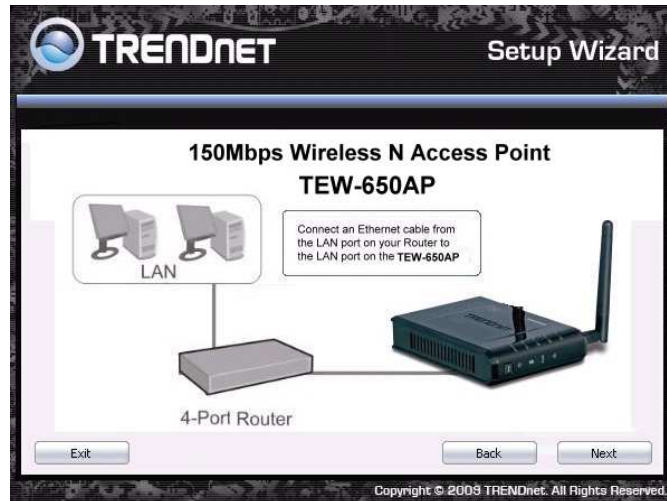 TRENDNET
Setup Wizard
150Mbps Wireless N Access Point
TEW-650AP
Connect an Ethernet cable from
the LAN port on your Router to
the LAN port on the TEW-650AP
LAN
TRENDNET
4-Port Router
Exit
Back
Next
Copyright © 2009 TRENDnet. All Rights Reserved.